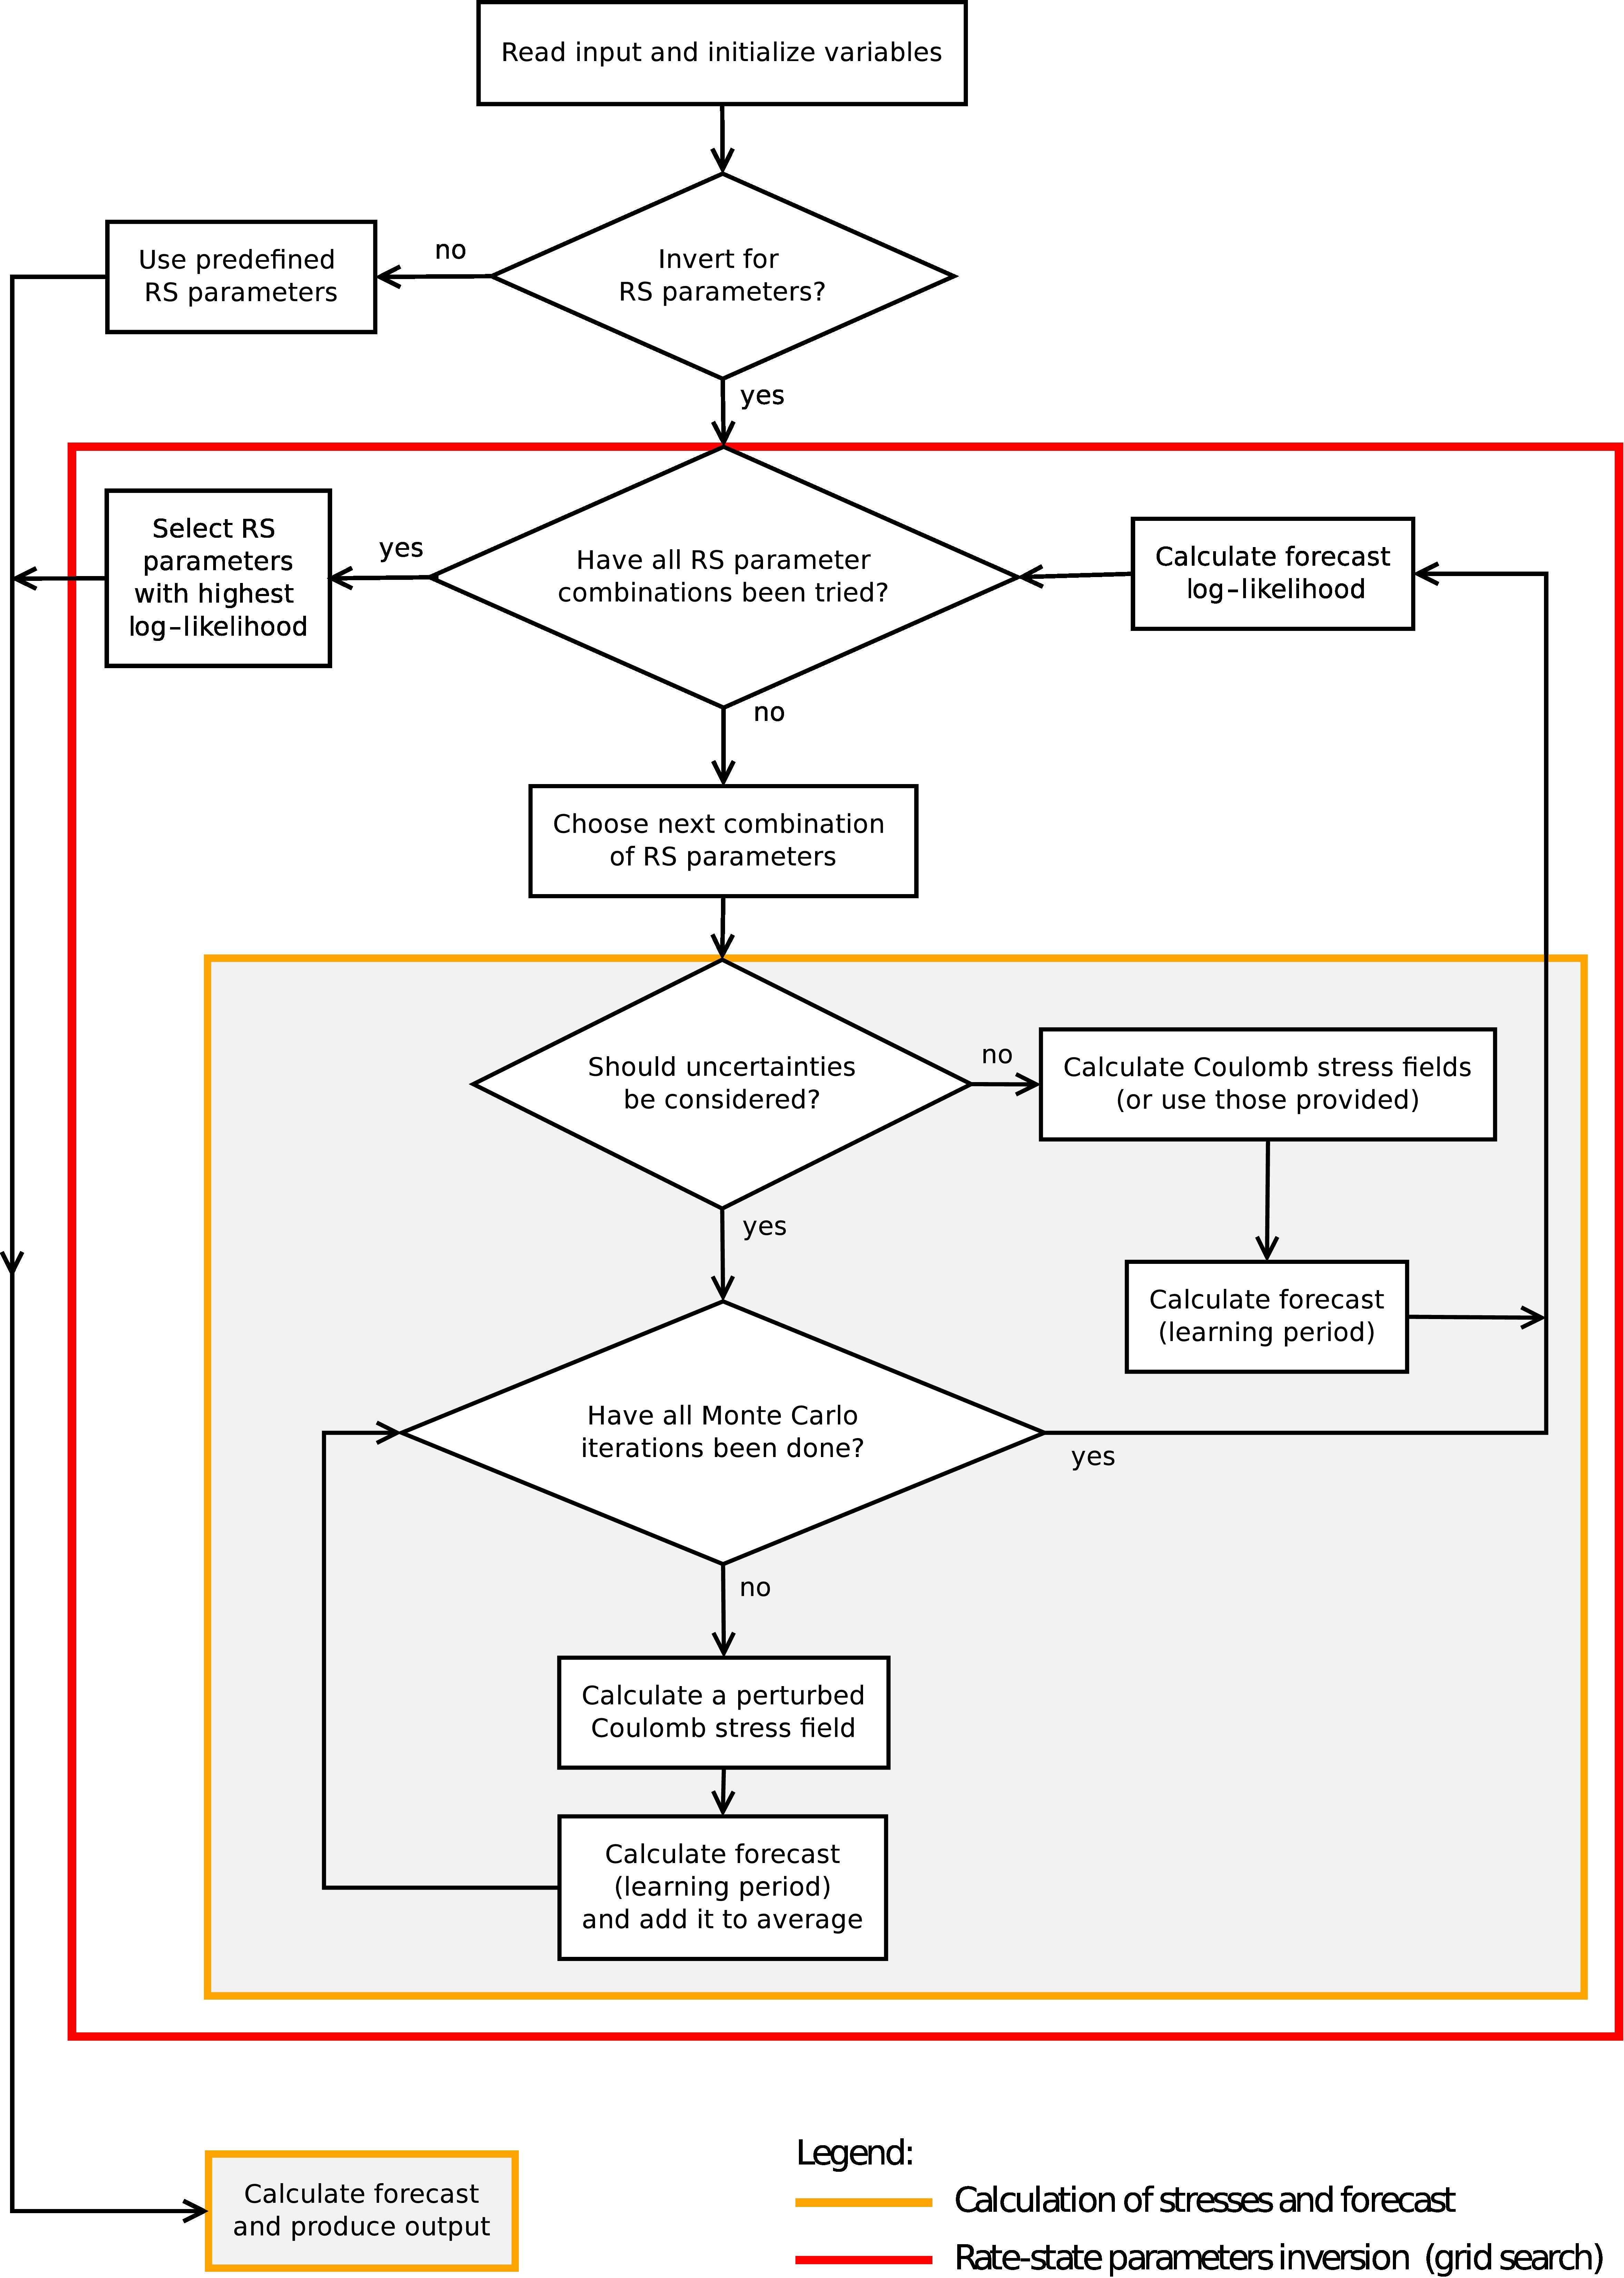 Read input and initialize variables
no
Use predefined
RS parameters
Invert for
RS parameters?
yes
Select RS
parameters
with highest
log-likelihood
yes
Have all RS parameter
combinations been tried?
Calculate forecast
log-likelihood
no
Choose next combination
of RS parameters
Should uncertainties
be considered?
no
Calculate Coulomb stress fields
(or use those provided)
yes
Calculate forecast
(learning period)
Have all Monte Carlo
iterations been done?
yes
no
Calculate a perturbed
Coulomb stress field
Calculate forecast
(learning period)
and add it to average
Calculate forecast
and produce output
Legend:
Calculation of stresses and forecast
Rate-state parameters inversion (grid search)